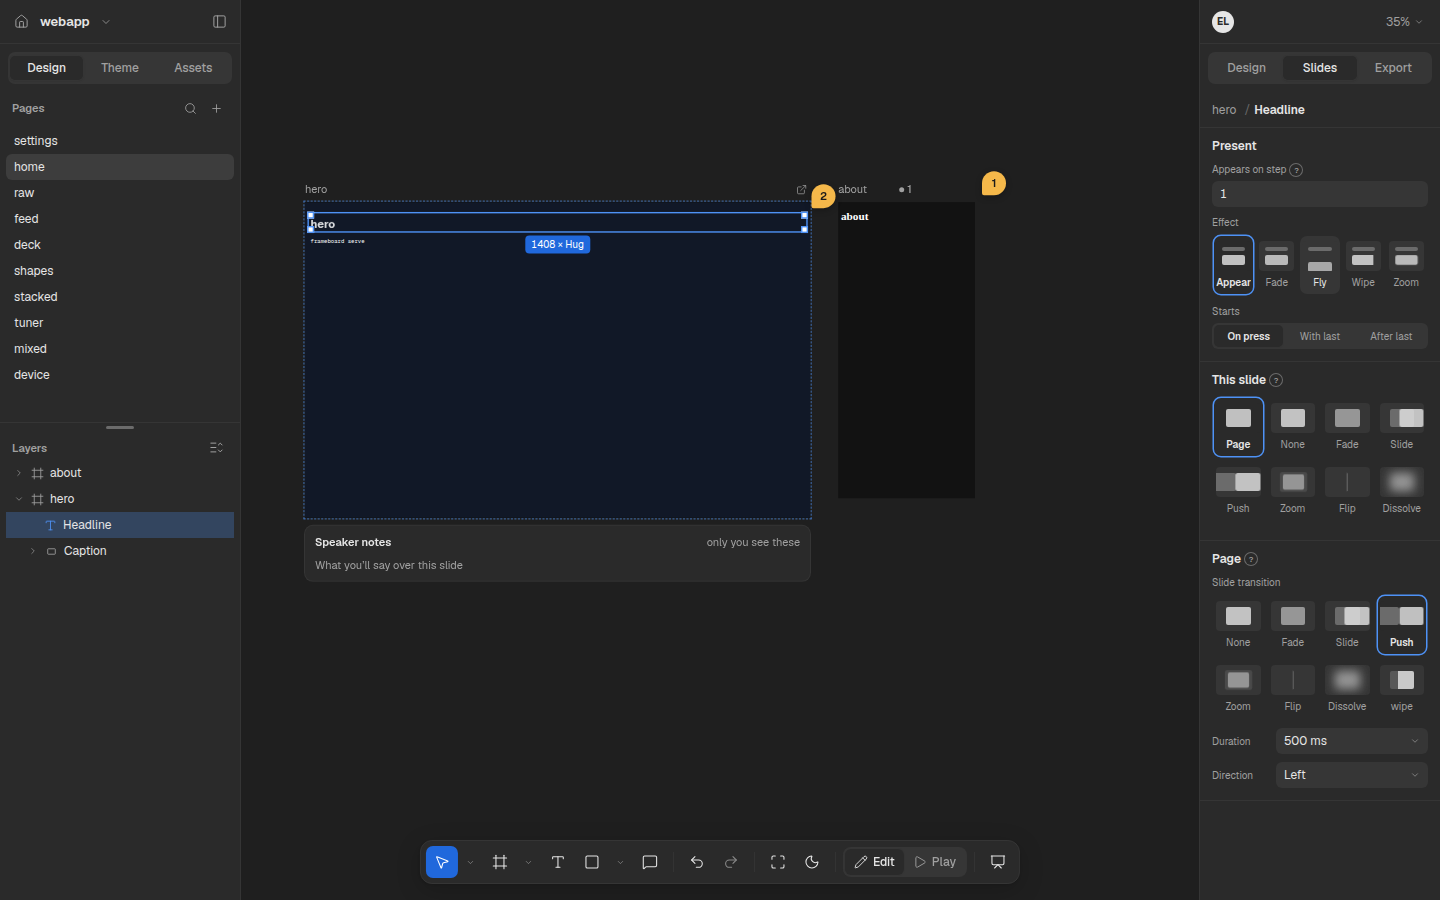 webapp
Design
Theme
Assets
Pages
settings
home
raw
feed
deck
shapes
stacked
tuner
mixed
device
Layers
about
hero
Headline
Caption
hero
2
about
1
1
hero
frameboard serve
1408 × Hug
about
Speaker notes
only you see these
What you'll say over this slide
Edit
Play
EL
35%
Design
Slides
Export
hero / Headline
Present
Appears on step ?
1
Effect
Appear
Fade
Fly
Wipe
Zoom
Starts
On press
With last
After last
This slide ?
Page
None
Fade
Slide
Push
Zoom
Flip
Dissolve
Page ?
Slide transition
None
Fade
Slide
Push
Zoom
Flip
Dissolve
wipe
Duration
500 ms
Direction
Left